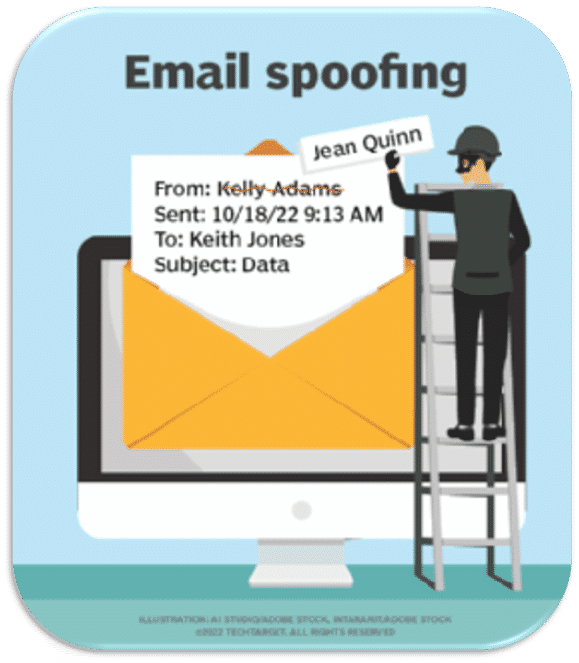 Email spoofing
Jean Quinn
From: Kelly Adams
Sent: 10/18/22 9:13 AM
To: Keith Jones
Subject: Data
ILLUSTRATION: AI STUDIO/ADOBE STOCK, INTARART/ADOBE STOCK
©2022 TECHTARGET. ALL RIGHTS RESERVED